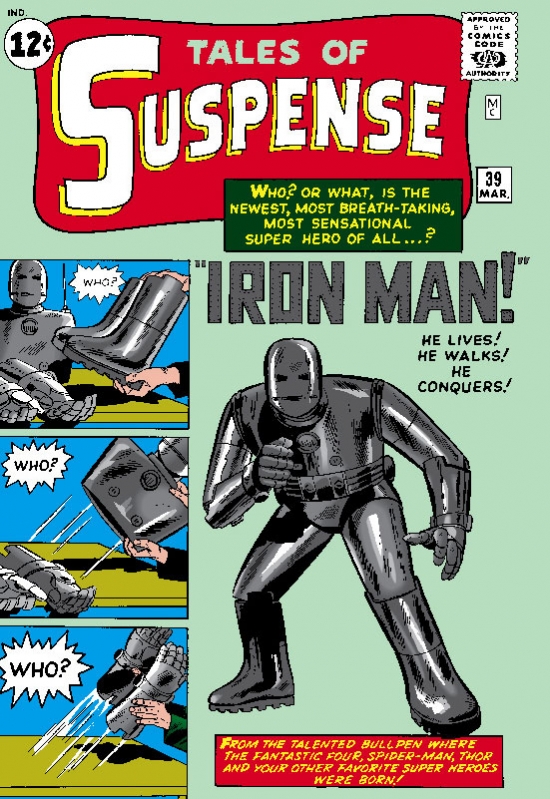 IND.
12¢
TALES OF
SUSPENSE
APPROVED
BY THE
COMICS
CODE
AUTHORITY
M
C
39
MAR.
WHO? OR WHAT, IS THE
NEWEST, MOST BREATH-TAKING,
MOST SENSATIONAL
SUPER HERO OF ALL...?
"IRON MAN!"
HE LIVES!
HE WALKS!
HE
CONQUERS!
WHO?
WHO?
WHO?
FROM THE TALENTED BULLPEN WHERE
THE FANTASTIC FOUR, SPIDER-MAN, THOR
AND YOUR OTHER FAVORITE SUPER HEROES
WERE BORN!